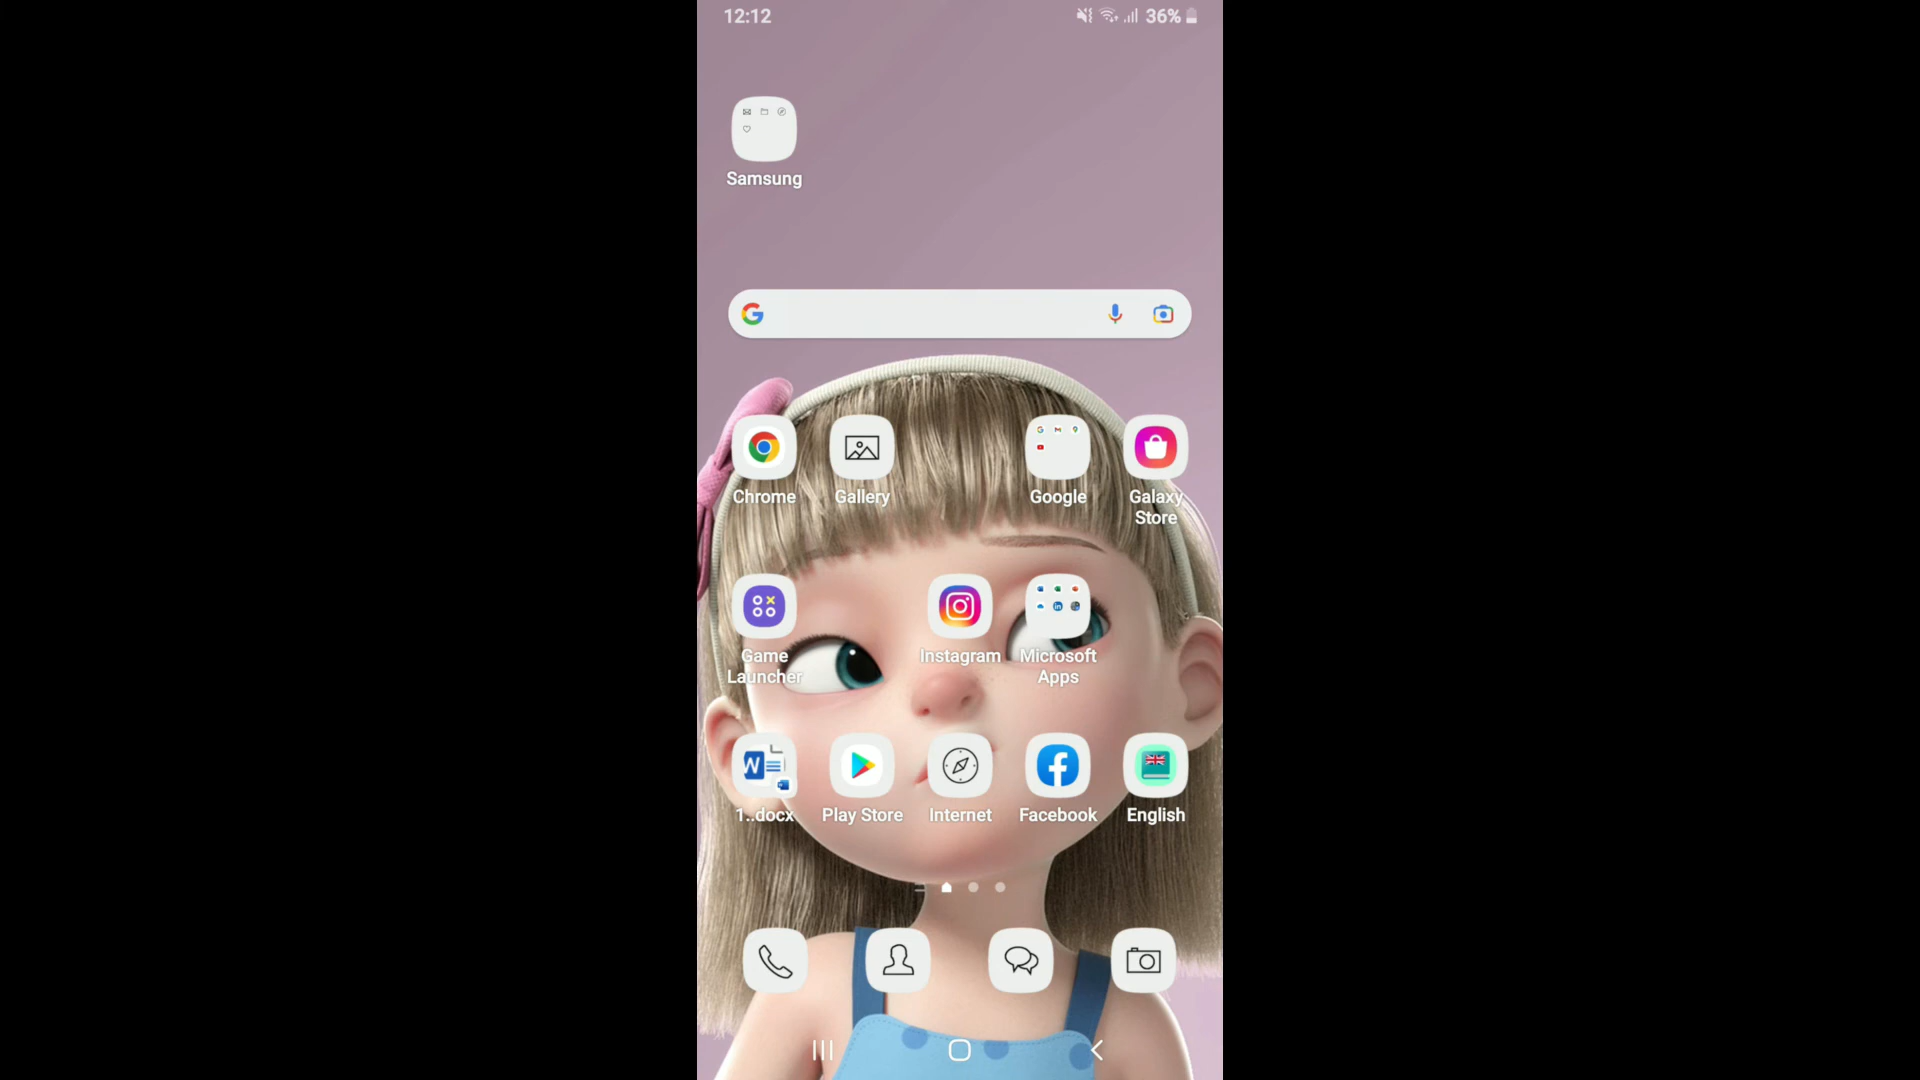 12:12
36%
Samsung
Chrome
Gallery
Google
Galaxy
Store
Game
Launcher
Instagram
Microsoft
Apps
1..docx
Play Store
Internet
Facebook
English